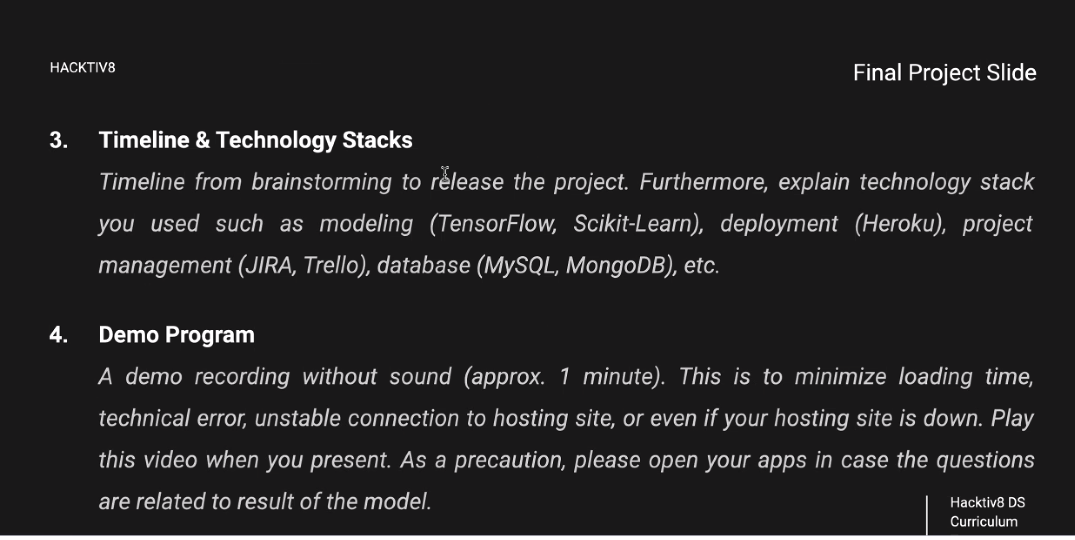 HACKTIV8
Final Project Slide
3. Timeline & Technology Stacks
Timeline from brainstorming to release the project. Furthermore, explain technology stack
you used such as modeling (TensorFlow, Scikit-Learn), deployment (Heroku), project
management (JIRA, Trello), database (MySQL, MongoDB), etc.
4. Demo Program
A demo recording without sound (approx. 1 minute). This is to minimize loading time,
technical error, unstable connection to hosting site, or even if your hosting site is down. Play
this video when you present. As a precaution, please open your apps in case the questions
are related to result of the model.
Hacktiv8 DS
Curriculum